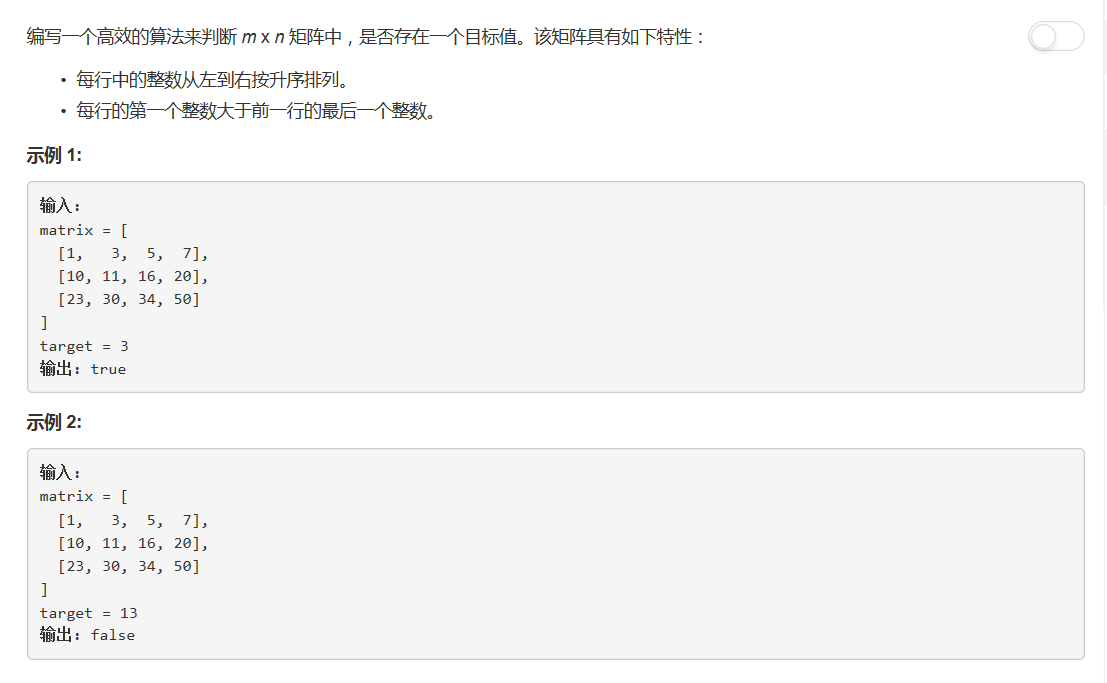 编写一个高效的算法来判断 m x n 矩阵中，是否存在一个目标值。该矩阵具有如下特性：
• 每行中的整数从左到右按升序排列。
• 每行的第一个整数大于前一行的最后一个整数。
示例 1:
输入:
matrix = [
  [1,   3,  5,  7],
  [10, 11, 16, 20],
  [23, 30, 34, 50]
]
target = 3
输出: true
示例 2:
输入:
matrix = [
  [1,   3,  5,  7],
  [10, 11, 16, 20],
  [23, 30, 34, 50]
]
target = 13
输出: false